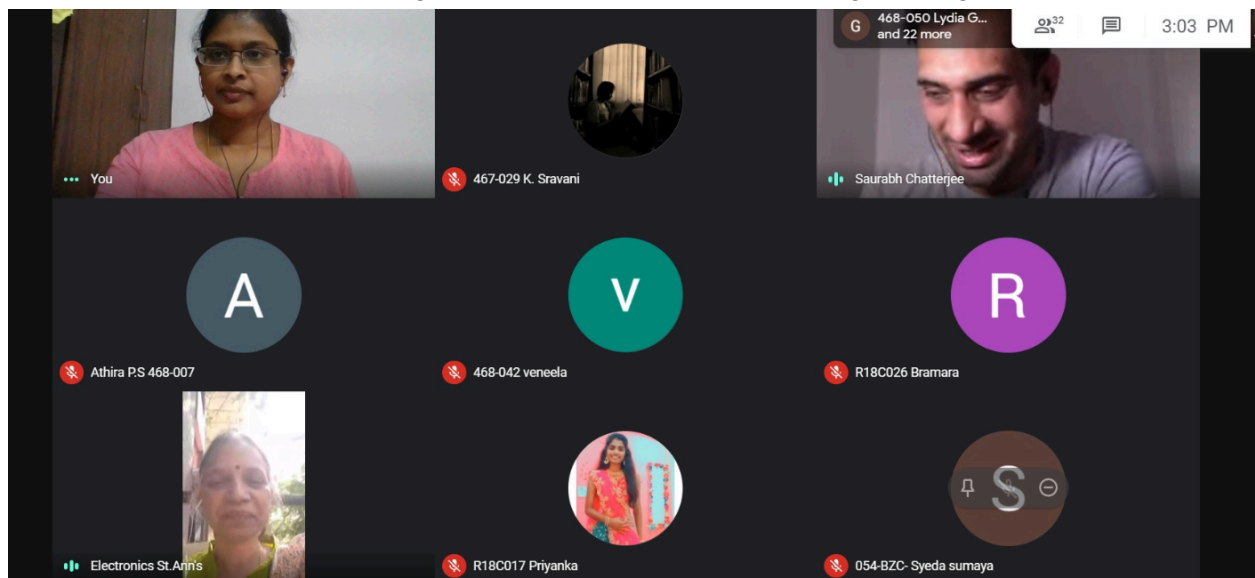 G 468-050 Lydia G...
and 22 more
32
3:03 PM
You
467-029 K. Sravani
Saurabh Chatterjee
A
v
R
Athira P.S 468-007
468-042 veneela
R18C026 Bramara
S
Electronics St.Ann's
R18C017 Priyanka
054-BZC- Syeda sumaya